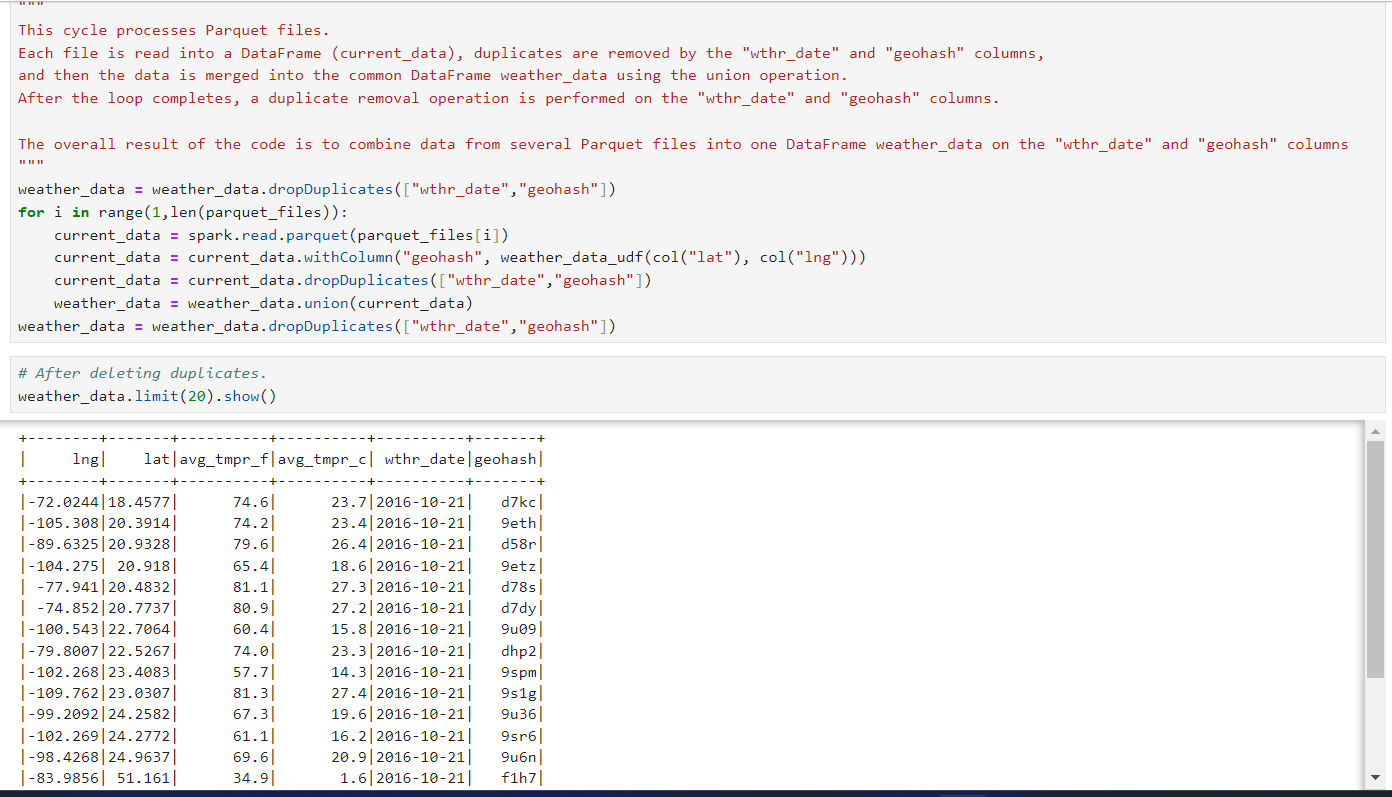 """
This cycle processes Parquet files.
Each file is read into a DataFrame (current_data), duplicates are removed by the "wthr_date" and "geohash" columns,
and then the data is merged into the common DataFrame weather_data using the union operation.
After the loop completes, a duplicate removal operation is performed on the "wthr_date" and "geohash" columns.
The overall result of the code is to combine data from several Parquet files into one DataFrame weather_data on the "wthr_date" and "geohash" columns
"""
weather_data = weather_data.dropDuplicates(["wthr_date","geohash"])
for i in range(1,len(parquet_files)):
    current_data = spark.read.parquet(parquet_files[i])
    current_data = current_data.withColumn("geohash", weather_data_udf(col("lat"), col("lng")))
    current_data = current_data.dropDuplicates(["wthr_date","geohash"])
    weather_data = weather_data.union(current_data)
weather_data = weather_data.dropDuplicates(["wthr_date","geohash"])
# After deleting duplicates.
weather_data.limit(20).show()
+--------+-------+----------+----------+----------+-------+
|     lng|    lat|avg_tmpr_f|avg_tmpr_c| wthr_date|geohash|
+--------+-------+----------+----------+----------+-------+
|-72.0244|18.4577|      74.6|      23.7|2016-10-21|   d7kc|
|-105.308|20.3914|      74.2|      23.4|2016-10-21|   9eth|
|-89.6325|20.9328|      79.6|      26.4|2016-10-21|   d58r|
|-104.275| 20.918|      65.4|      18.6|2016-10-21|   9etz|
| -77.941|20.4832|      81.1|      27.3|2016-10-21|   d78s|
| -74.852|20.7737|      80.9|      27.2|2016-10-21|   d7dy|
|-100.543|22.7064|      60.4|      15.8|2016-10-21|   9u09|
|-79.8007|22.5267|      74.0|      23.3|2016-10-21|   dhp2|
|-102.268|23.4083|      57.7|      14.3|2016-10-21|   9spm|
|-109.762|23.0307|      81.3|      27.4|2016-10-21|   9s1g|
|-99.2092|24.2582|      67.3|      19.6|2016-10-21|   9u36|
|-102.269|24.2772|      61.1|      16.2|2016-10-21|   9sr6|
|-98.4268|24.9637|      69.6|      20.9|2016-10-21|   9u6n|
|-83.9856| 51.161|      34.9|       1.6|2016-10-21|   f1h7|